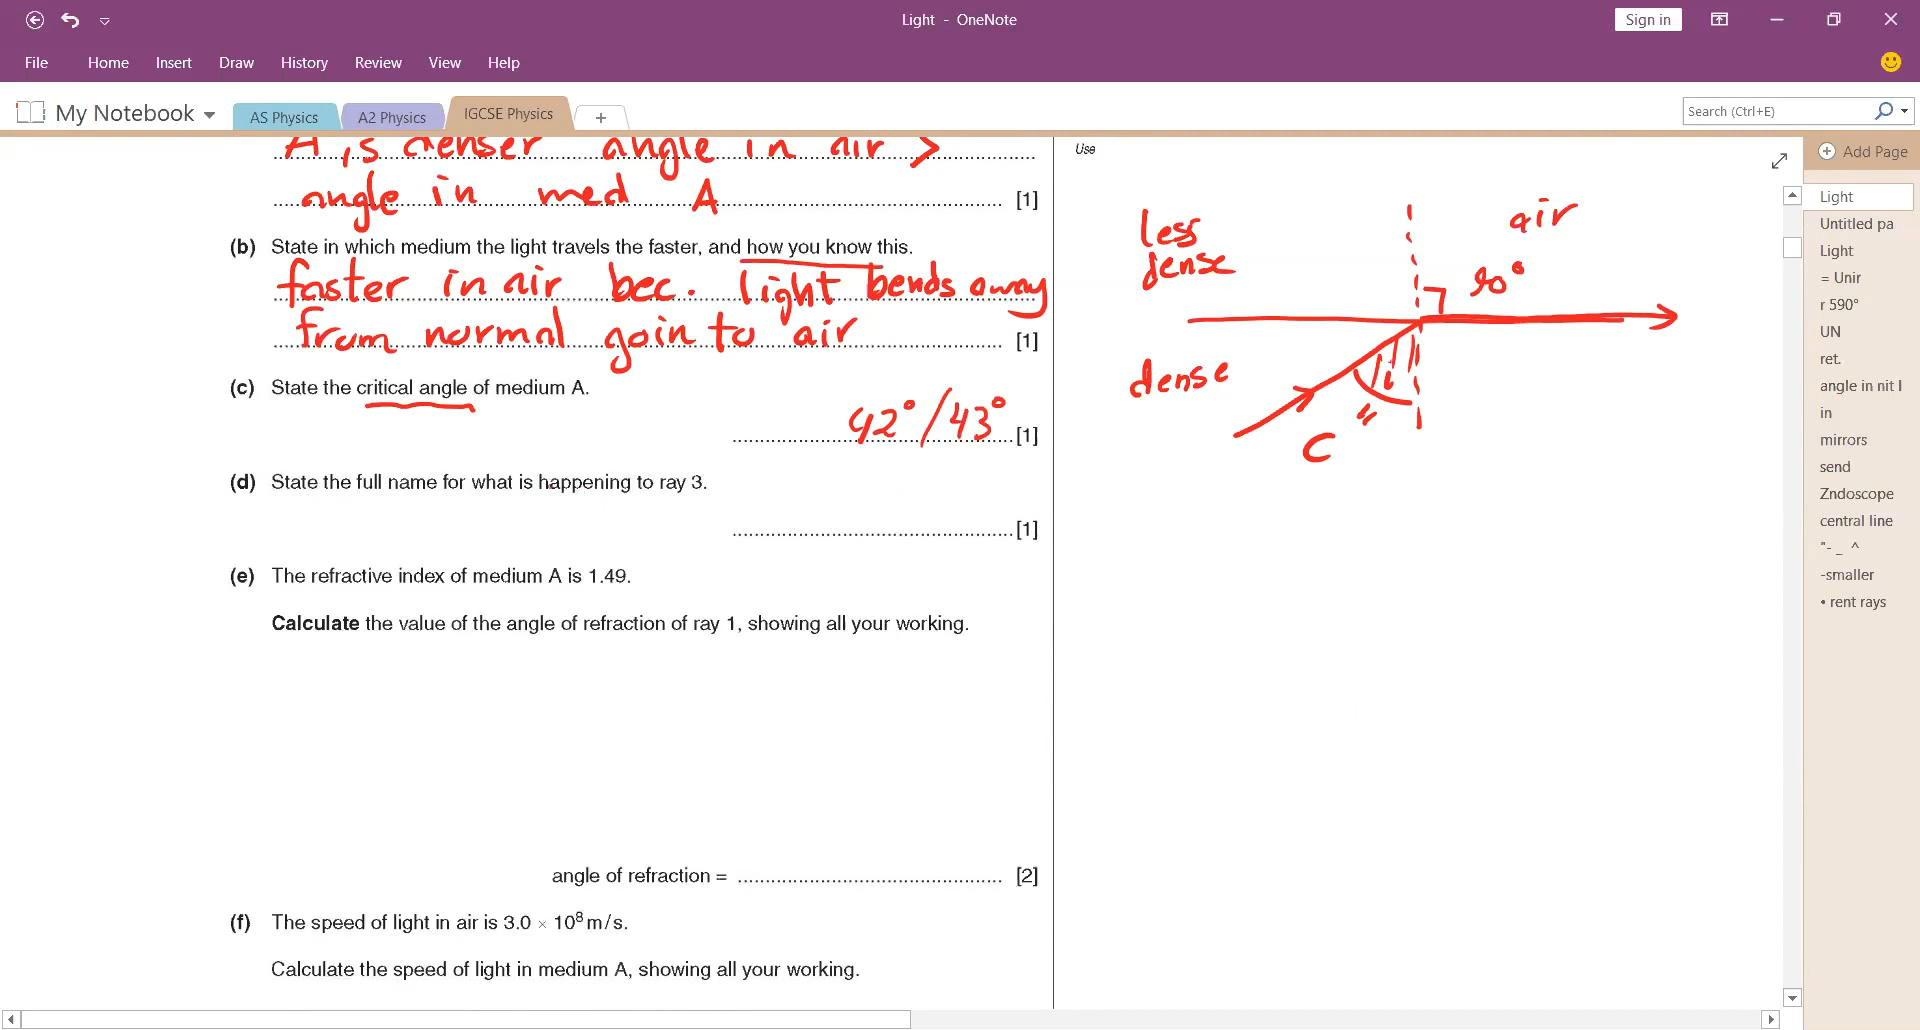 Light - OneNote
Sign in
File Home Insert Draw History Review View Help
My Notebook AS Physics A2 Physics IGCSE Physics +
Search (Ctrl+E)
A is denser angle in air >
angle in med A [1]
(b) State in which medium the light travels the faster, and how you know this.
faster in air bec. light bends away
from normal goin to air [1]
(c) State the critical angle of medium A.
42°/43° [1]
(d) State the full name for what is happening to ray 3.
[1]
(e) The refractive index of medium A is 1.49.
Calculate the value of the angle of refraction of ray 1, showing all your working.
angle of refraction = [2]
(f) The speed of light in air is 3.0 × 10⁸ m/s.
Calculate the speed of light in medium A, showing all your working.
Use
less
dense
air
90°
dense
i
C
Add Page
Light
Untitled pa
Light
= Unir
r 590°
UN
ret.
angle in nit I
in
mirrors
send
Zndoscope
central line
"- _ ^
-smaller
• rent rays